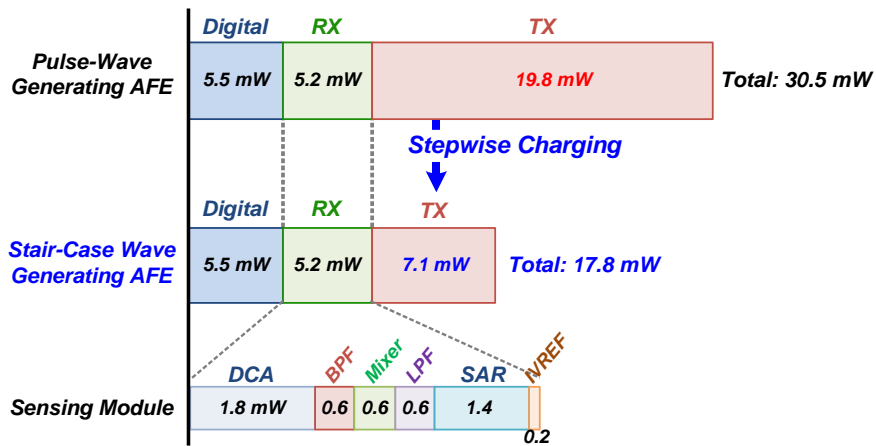 Digital RX TX
Pulse-Wave
Generating AFE
5.5 mW 5.2 mW 19.8 mW Total: 30.5 mW
Stepwise Charging
Digital RX TX
Stair-Case Wave
Generating AFE
5.5 mW 5.2 mW 7.1 mW Total: 17.8 mW
DCA BPF Mixer LPF SAR IVREF
Sensing Module
1.8 mW 0.6 0.6 0.6 1.4
0.2